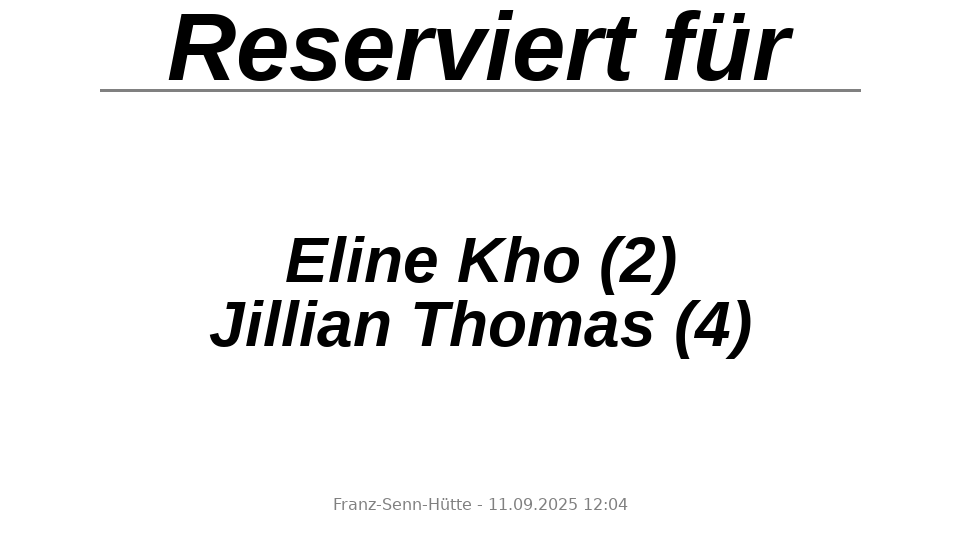 Reserviert für
Eline Kho (2)
Jillian Thomas (4)
Franz-Senn-Hütte - 11.09.2025 12:04